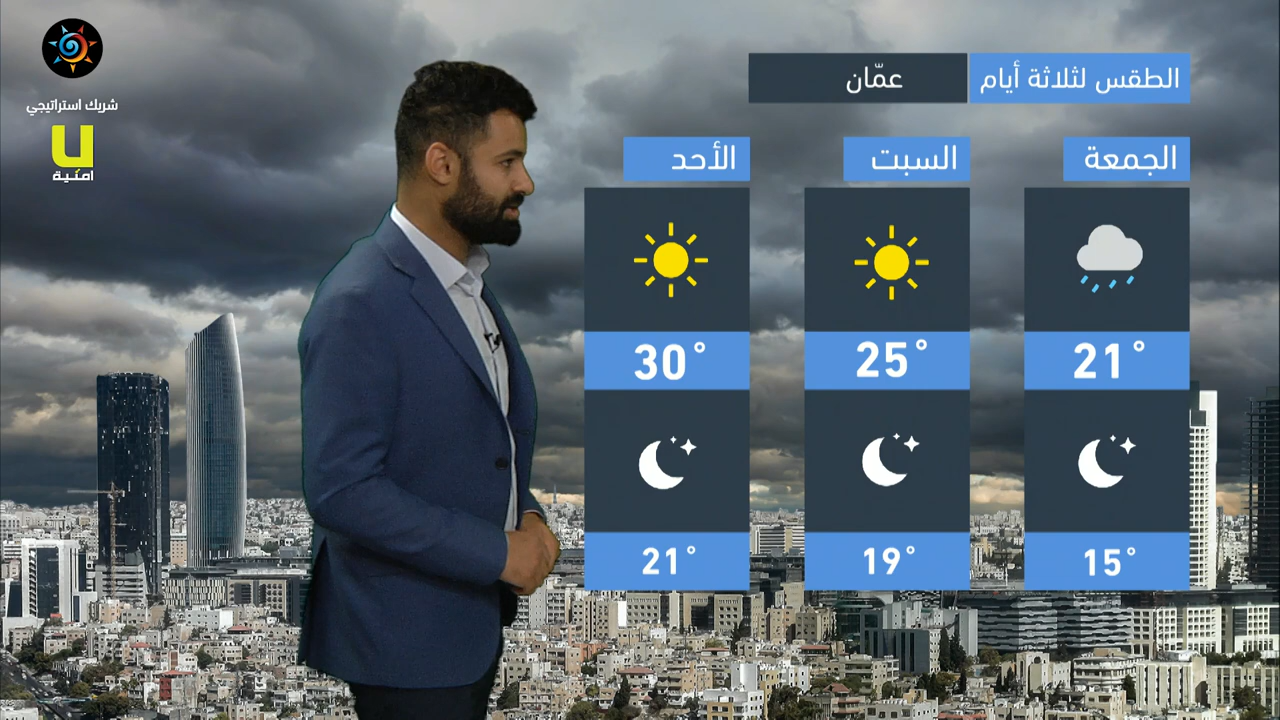 الطقس لثلاثة أيام
عمّان
الجمعة
السبت
الأحد
21°
25°
30°
15°
19°
21°
شريك استراتيجي
U
امنية